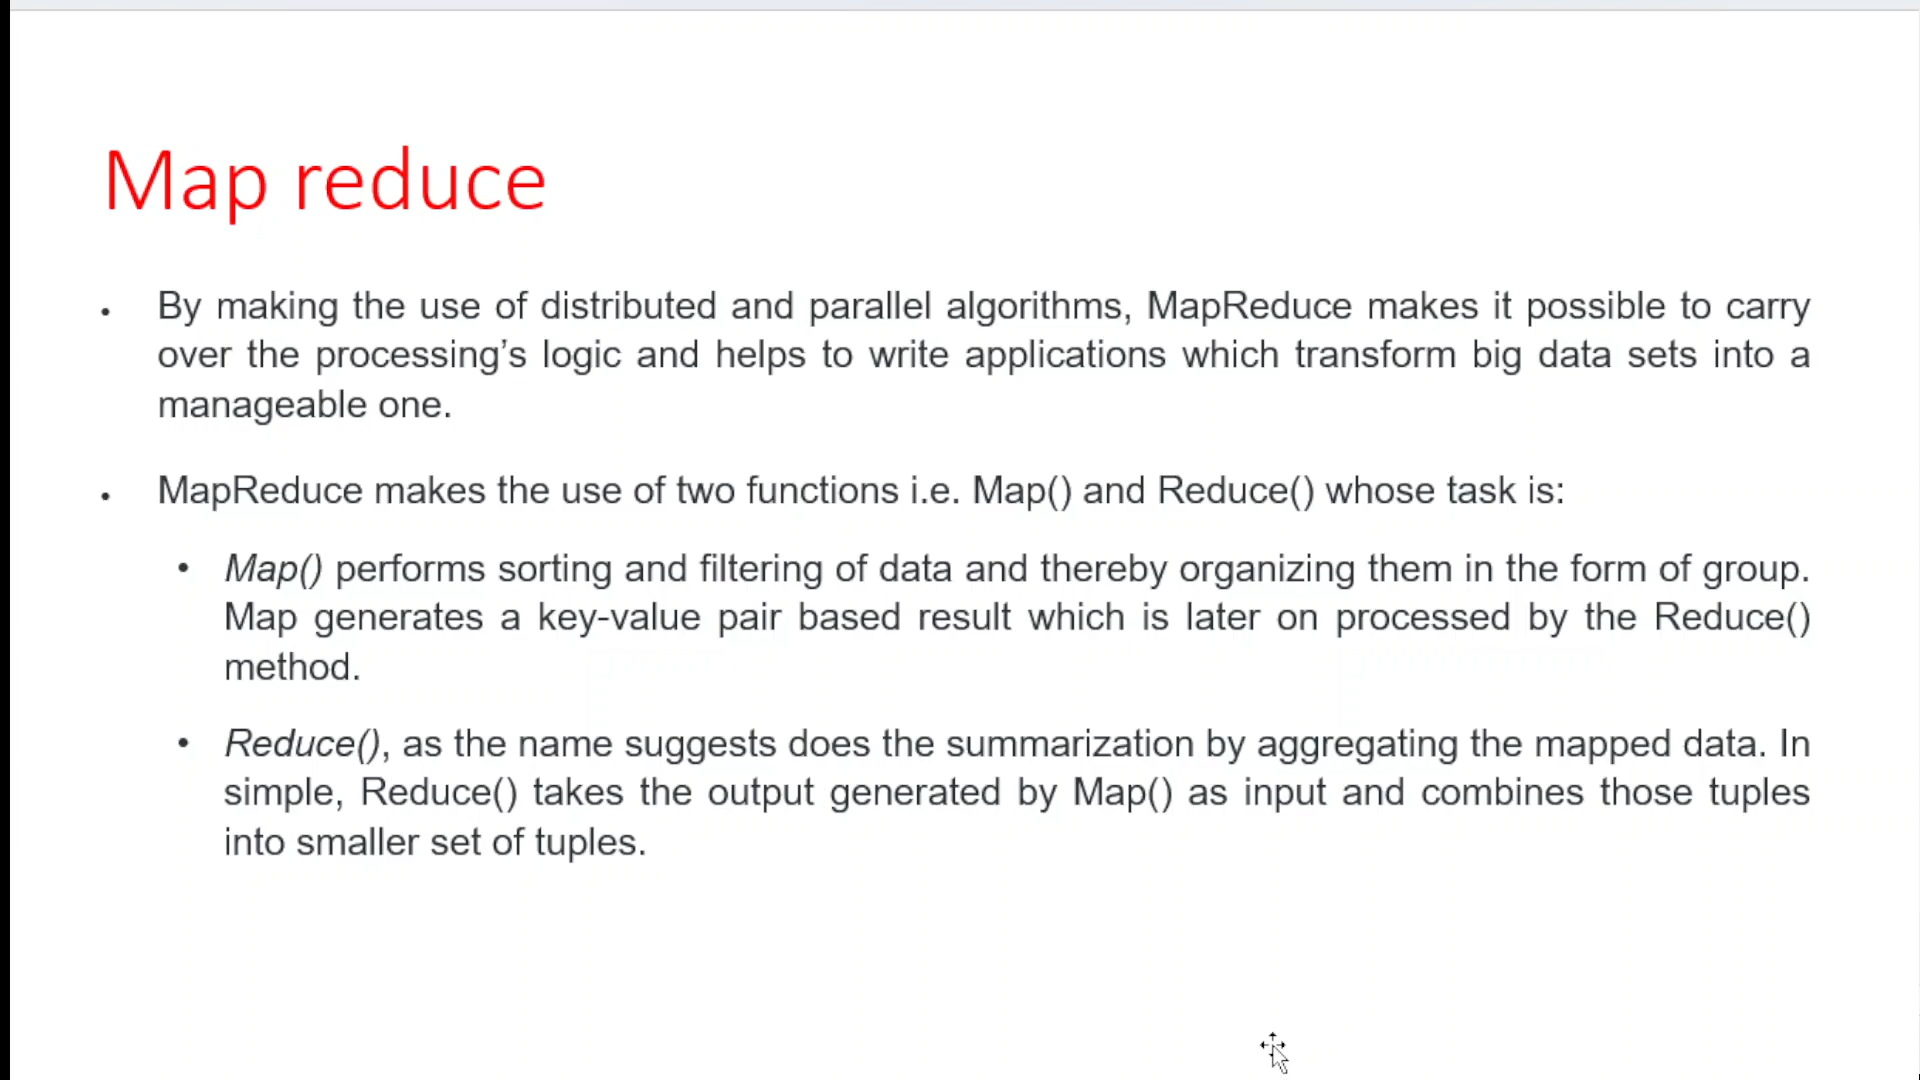 Map reduce
• By making the use of distributed and parallel algorithms, MapReduce makes it possible to carry
over the processing’s logic and helps to write applications which transform big data sets into a
manageable one.
• MapReduce makes the use of two functions i.e. Map() and Reduce() whose task is:
• Map() performs sorting and filtering of data and thereby organizing them in the form of group.
Map generates a key-value pair based result which is later on processed by the Reduce()
method.
• Reduce(), as the name suggests does the summarization by aggregating the mapped data. In
simple, Reduce() takes the output generated by Map() as input and combines those tuples
into smaller set of tuples.